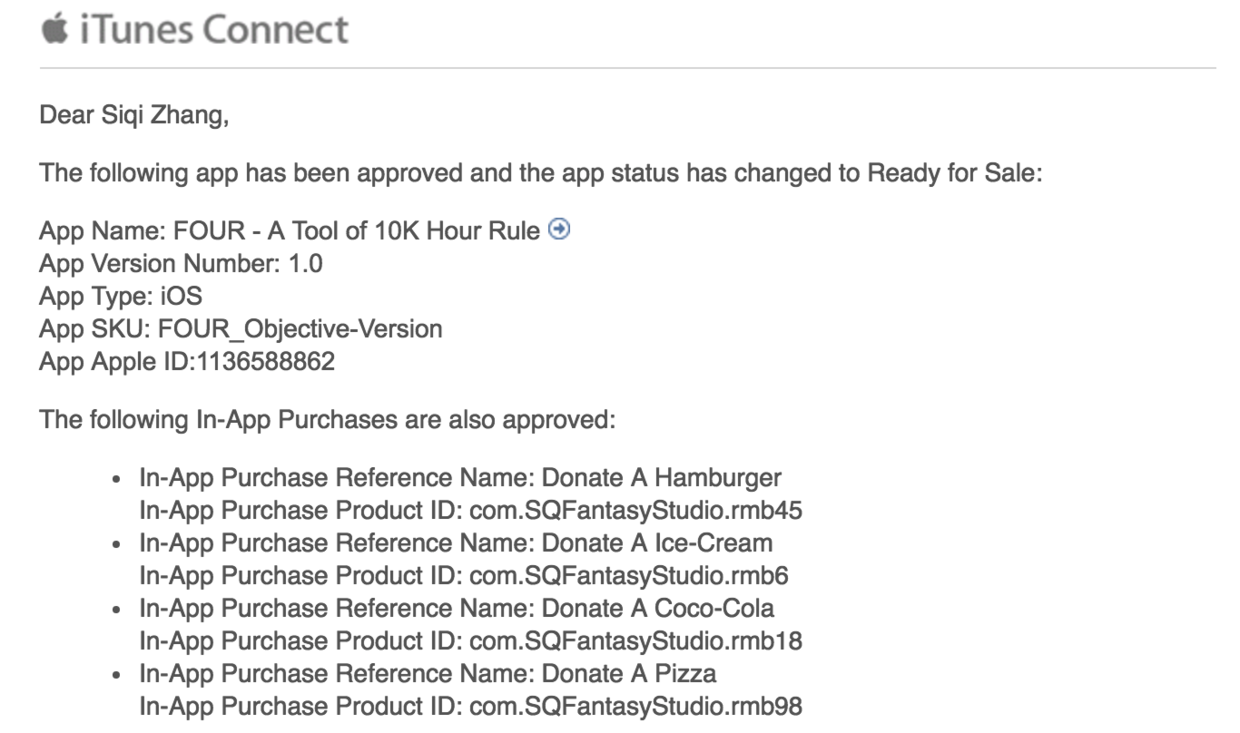 iTunes Connect
Dear Siqi Zhang,
The following app has been approved and the app status has changed to Ready for Sale:
App Name: FOUR - A Tool of 10K Hour Rule
App Version Number: 1.0
App Type: iOS
App SKU: FOUR_Objective-Version
App Apple ID:1136588862
The following In-App Purchases are also approved:
• In-App Purchase Reference Name: Donate A Hamburger
In-App Purchase Product ID: com.SQFantasyStudio.rmb45
• In-App Purchase Reference Name: Donate A Ice-Cream
In-App Purchase Product ID: com.SQFantasyStudio.rmb6
• In-App Purchase Reference Name: Donate A Coco-Cola
In-App Purchase Product ID: com.SQFantasyStudio.rmb18
• In-App Purchase Reference Name: Donate A Pizza
In-App Purchase Product ID: com.SQFantasyStudio.rmb98